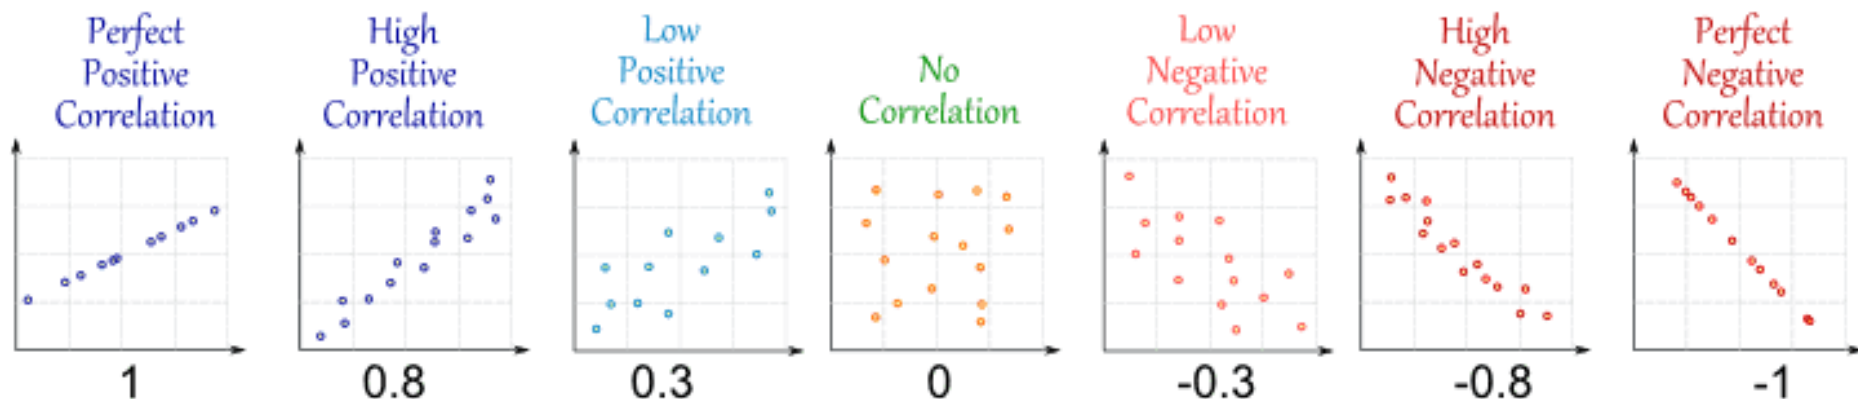 Perfect
Positive
Correlation
High
Positive
Correlation
Low
Positive
Correlation
No
Correlation
Low
Negative
Correlation
High
Negative
Correlation
Perfect
Negative
Correlation
1
0.8
0.3
0
-0.3
-0.8
-1